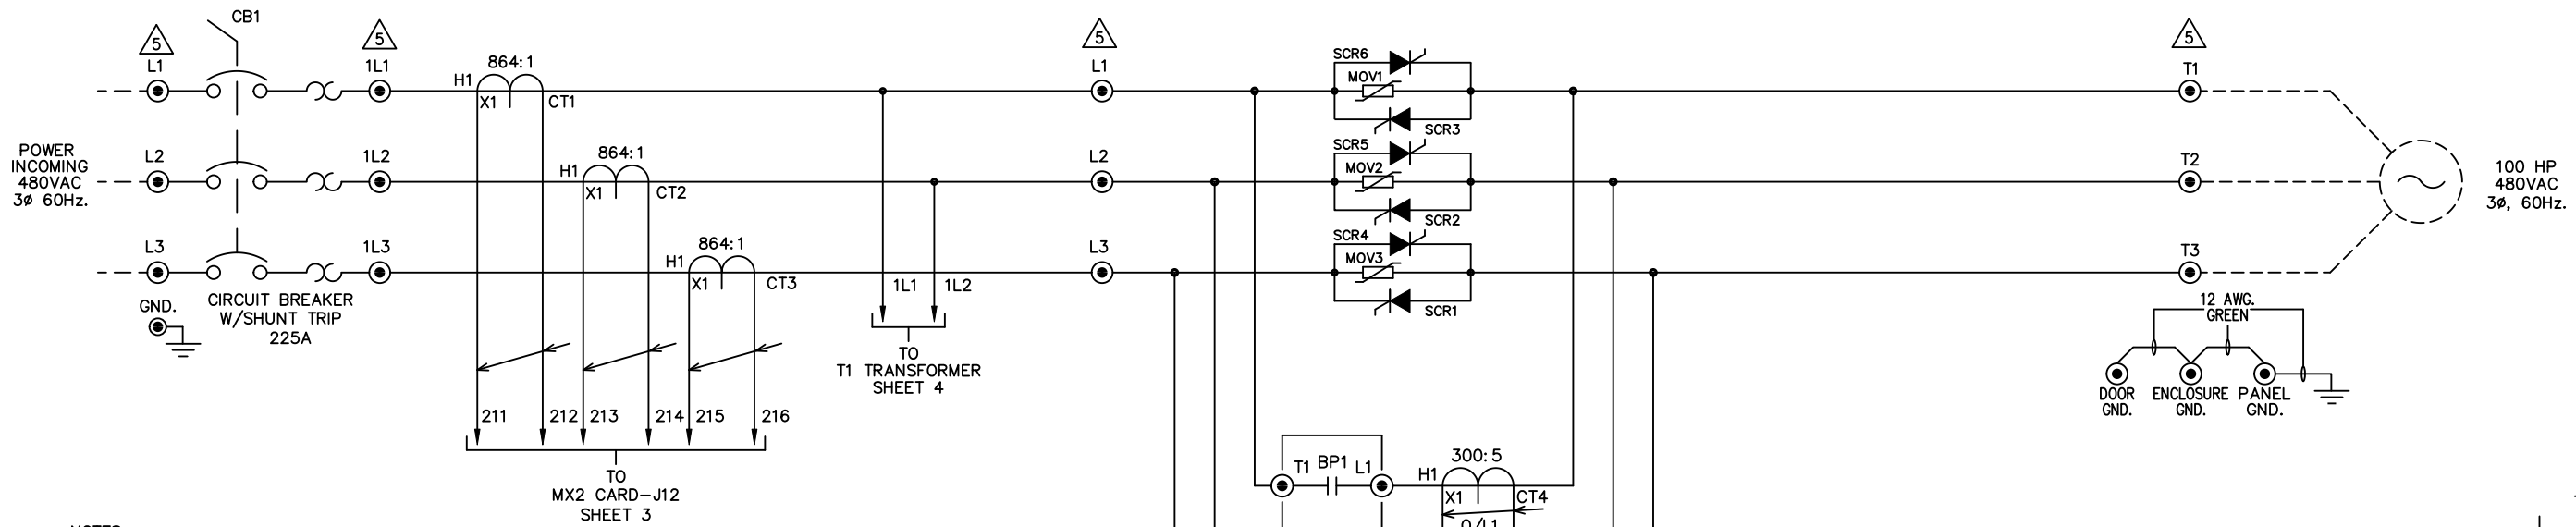 CB1
5
5
5
5
L1
1L1
H1
864:1
X1
CT1
L1
SCR6
MOV1
SCR3
T1
POWER
INCOMING
480VAC
3ø 60Hz.
L2
1L2
H1
864:1
X1
CT2
L2
SCR5
MOV2
SCR2
T2
100 HP
480VAC
3ø, 60Hz.
L3
1L3
H1
864:1
X1
CT3
L3
SCR4
MOV3
SCR1
T3
GND.
CIRCUIT BREAKER
W/SHUNT TRIP
225A
1L1
1L2
TO
T1 TRANSFORMER
SHEET 4
12 AWG.
GREEN
DOOR
GND.
ENCLOSURE
GND.
PANEL
GND.
211
212
213
214
215
216
TO
MX2 CARD-J12
SHEET 3
T1
BP1
L1
H1
300:5
X1
CT4